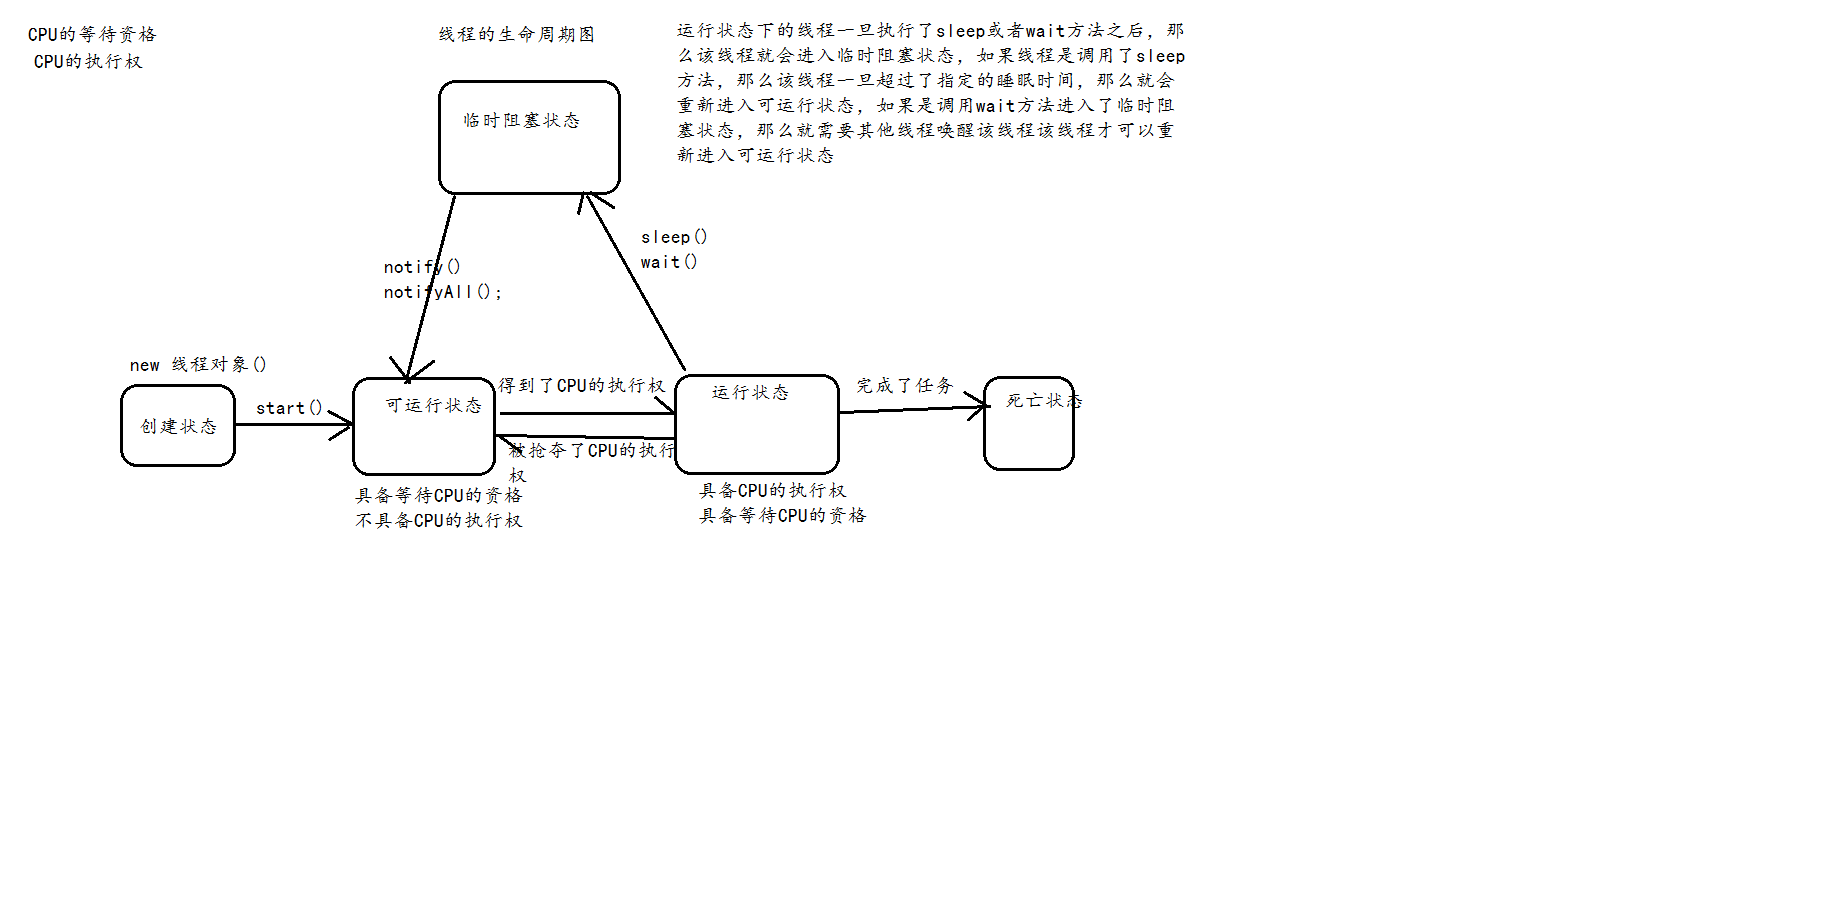 CPU的等待资格
CPU的执行权
线程的生命周期图
运行状态下的线程一旦执行了sleep或者wait方法之后，那
么该线程就会进入临时阻塞状态，如果线程是调用了sleep
方法，那么该线程一旦超过了指定的睡眠时间，那么就会
重新进入可运行状态，如果是调用wait方法进入了临时阻
塞状态，那么就需要其他线程唤醒该线程该线程才可以重
新进入可运行状态
临时阻塞状态
sleep()
wait()
notify()
notifyAll();
new 线程对象()
创建状态
start()
可运行状态
得到了CPU的执行权
被抢夺了CPU的执行
权
具备等待CPU的资格
不具备CPU的执行权
运行状态
具备CPU的执行权
具备等待CPU的资格
完成了任务
死亡状态